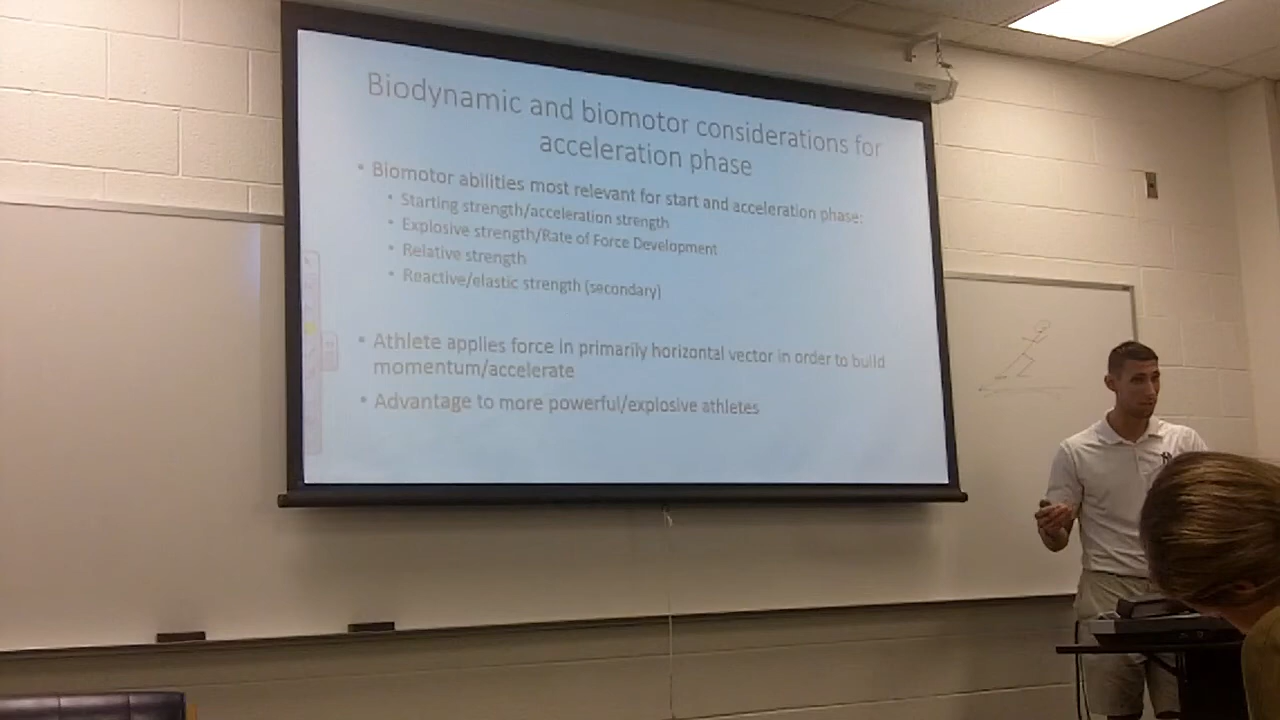 Biodynamic and biomotor considerations for
acceleration phase
• Biomotor abilities most relevant for start and acceleration phase:
• Starting strength/acceleration strength
• Explosive strength/Rate of Force Development
• Relative strength
• Reactive/elastic strength (secondary)
• Athlete applies force in primarily horizontal vector in order to build
momentum/accelerate
• Advantage to more powerful/explosive athletes